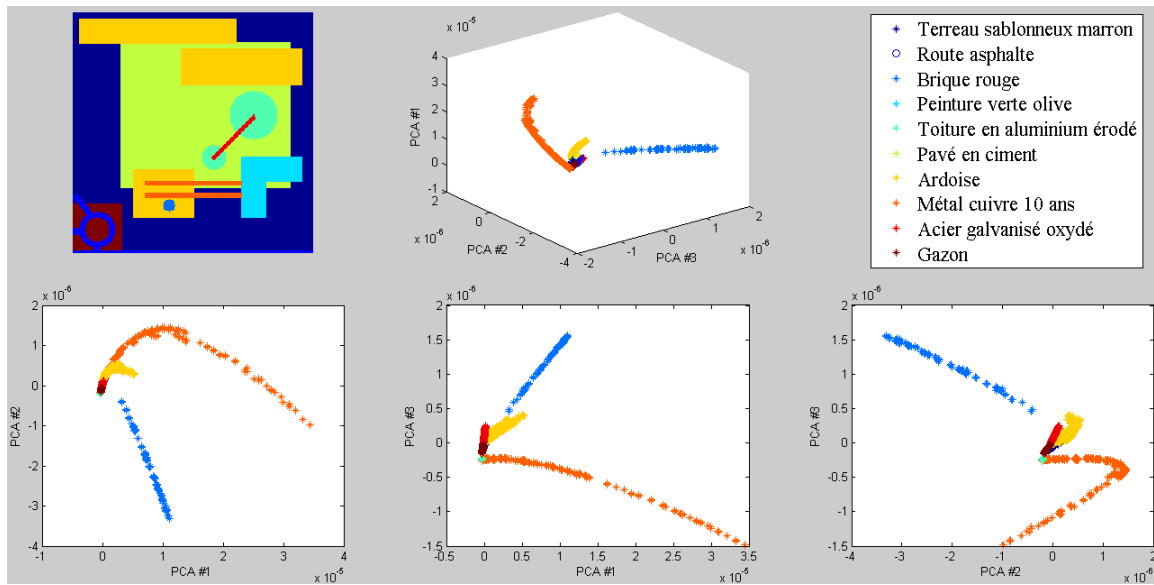 x 10⁻⁵
4
3
2
1
0
-1
PCA #1
2
0
-2
-4
x 10⁻⁶
PCA #2
-2
-1
0
1
2
x 10⁻⁶
PCA #3
Terreau sablonneux marron
Route asphalte
Brique rouge
Peinture verte olive
Toiture en aluminium érodé
Pavé en ciment
Ardoise
Métal cuivre 10 ans
Acier galvanisé oxydé
Gazon
x 10⁻⁶
2
1
0
-1
-2
-3
-4
PCA #2
-1
0
1
2
3
4
PCA #1
x 10⁻⁵
x 10⁻⁶
2
1.5
1
0.5
0
-0.5
-1
-1.5
PCA #3
-0.5
0
0.5
1
1.5
2
2.5
3
3.5
PCA #1
x 10⁻⁵
x 10⁻⁶
2
1.5
1
0.5
0
-0.5
-1
-1.5
PCA #3
-4
-3
-2
-1
0
1
2
PCA #2
x 10⁻⁶